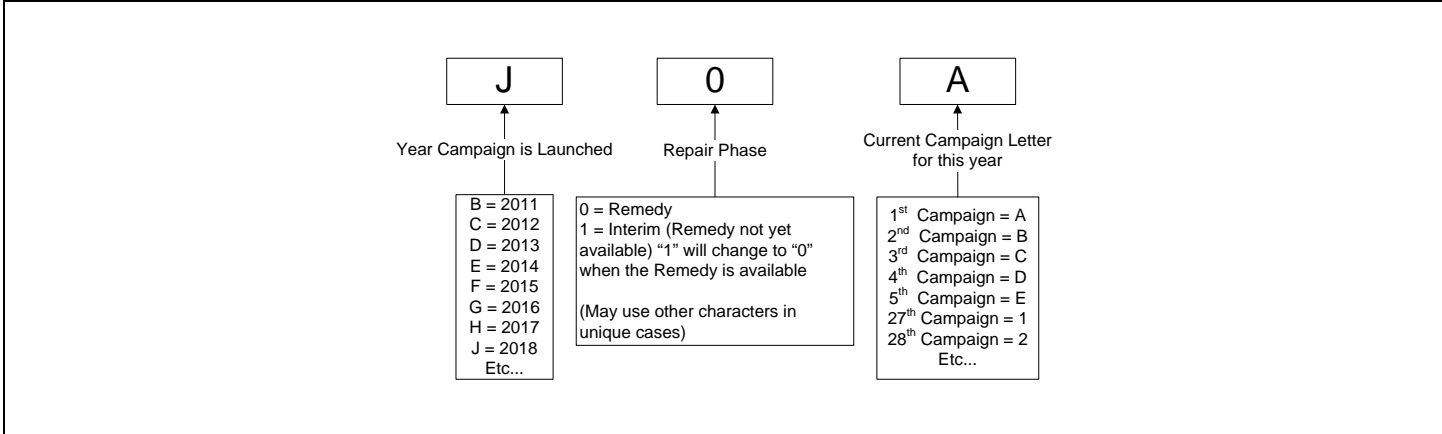 J
0
A
Year Campaign is Launched
Repair Phase
Current Campaign Letter
for this year
B = 2011
C = 2012
D = 2013
E = 2014
F = 2015
G = 2016
H = 2017
J = 2018
Etc...
0 = Remedy
1 = Interim (Remedy not yet
available) “1” will change to “0”
when the Remedy is available
(May use other characters in
unique cases)
1st Campaign = A
2nd Campaign = B
3rd Campaign = C
4th Campaign = D
5th Campaign = E
27th Campaign = 1
28th Campaign = 2
Etc...